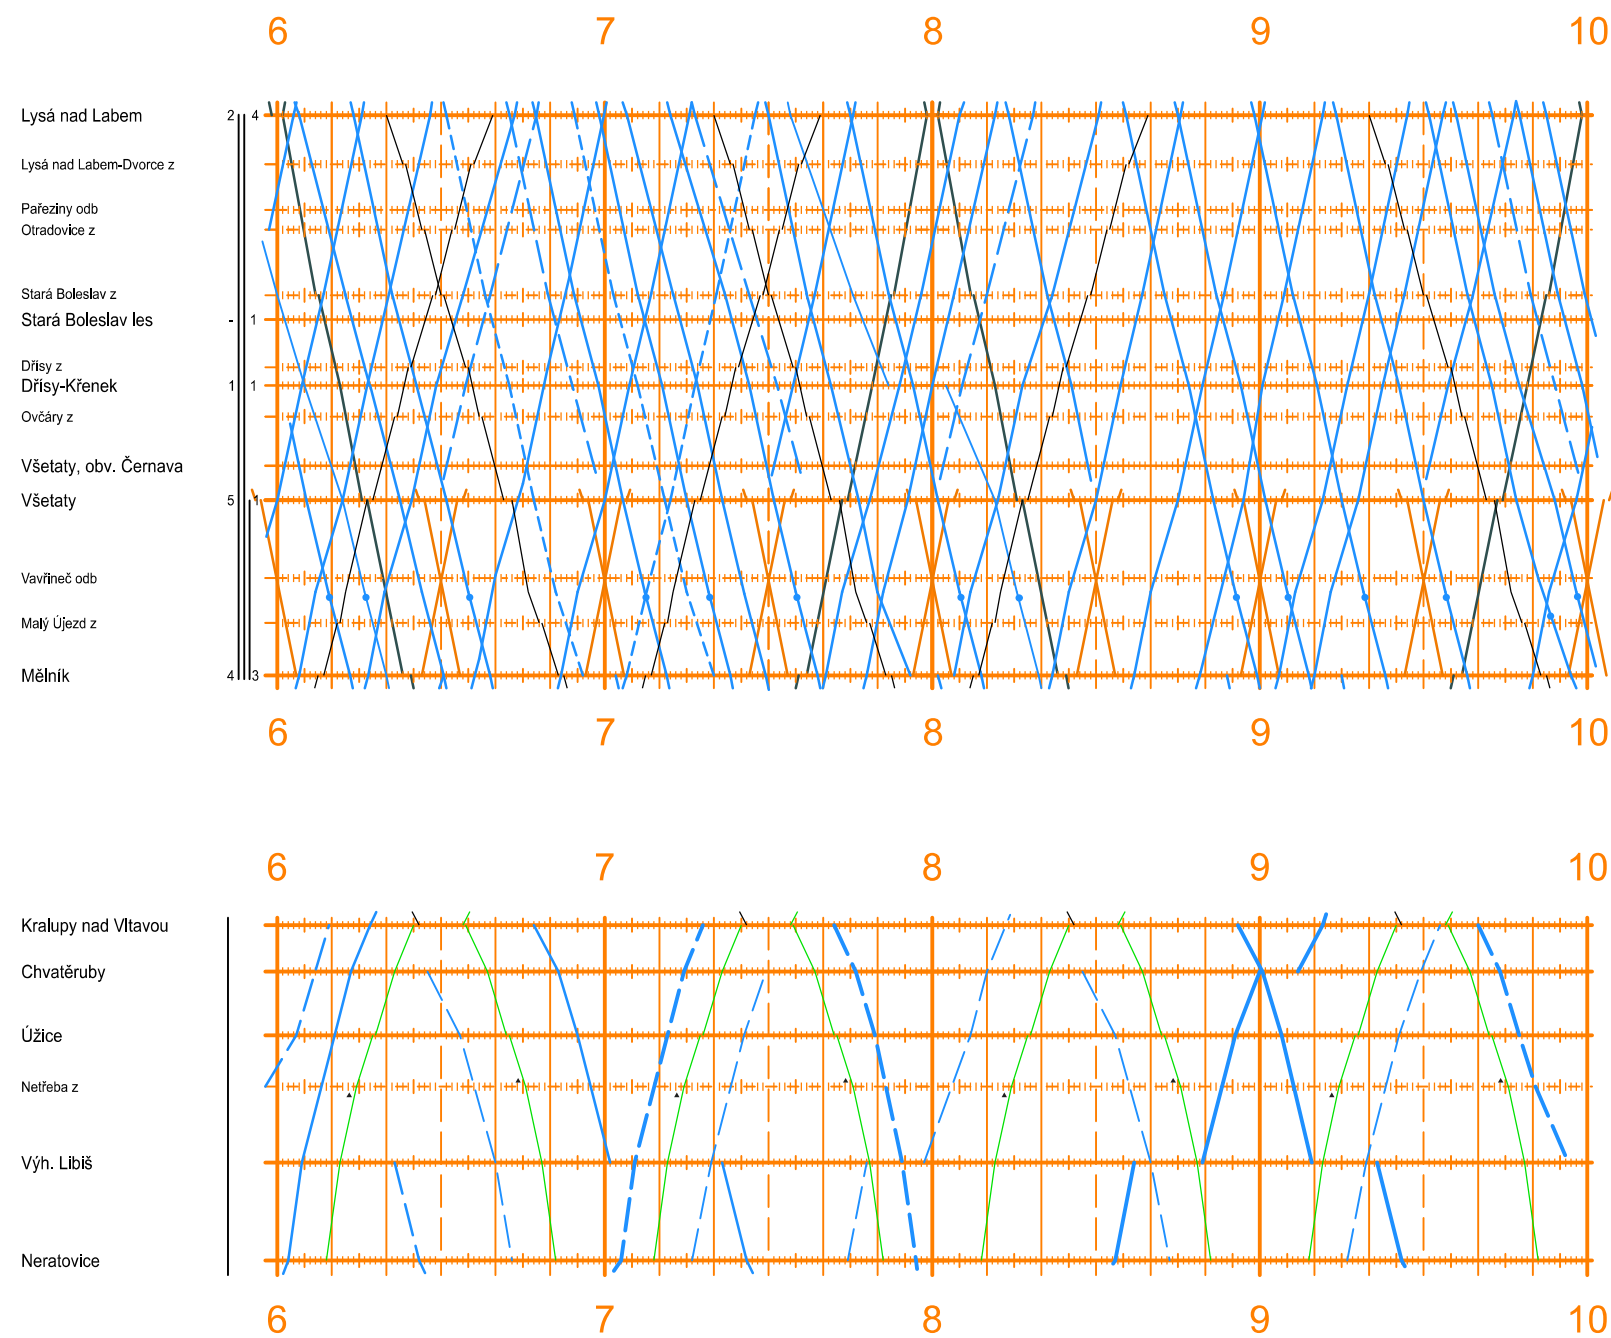 6 7 8 9 10
Lysá nad Labem 2 4
Lysá nad Labem-Dvorce z
Pařeziny odb
Otradovice z
Stará Boleslav z
Stará Boleslav les - 1
Dřísy z
Dřísy-Křenek 1 1
Ovčáry z
Všetaty, obv. Černava
Všetaty 5 1
Vavřineč odb
Malý Újezd z
Mělník 4 3
6 7 8 9 10
6 7 8 9 10
Kralupy nad Vltavou
Chvatěruby
Úžice
Netřeba z
Výh. Libiš
Neratovice
6 7 8 9 10